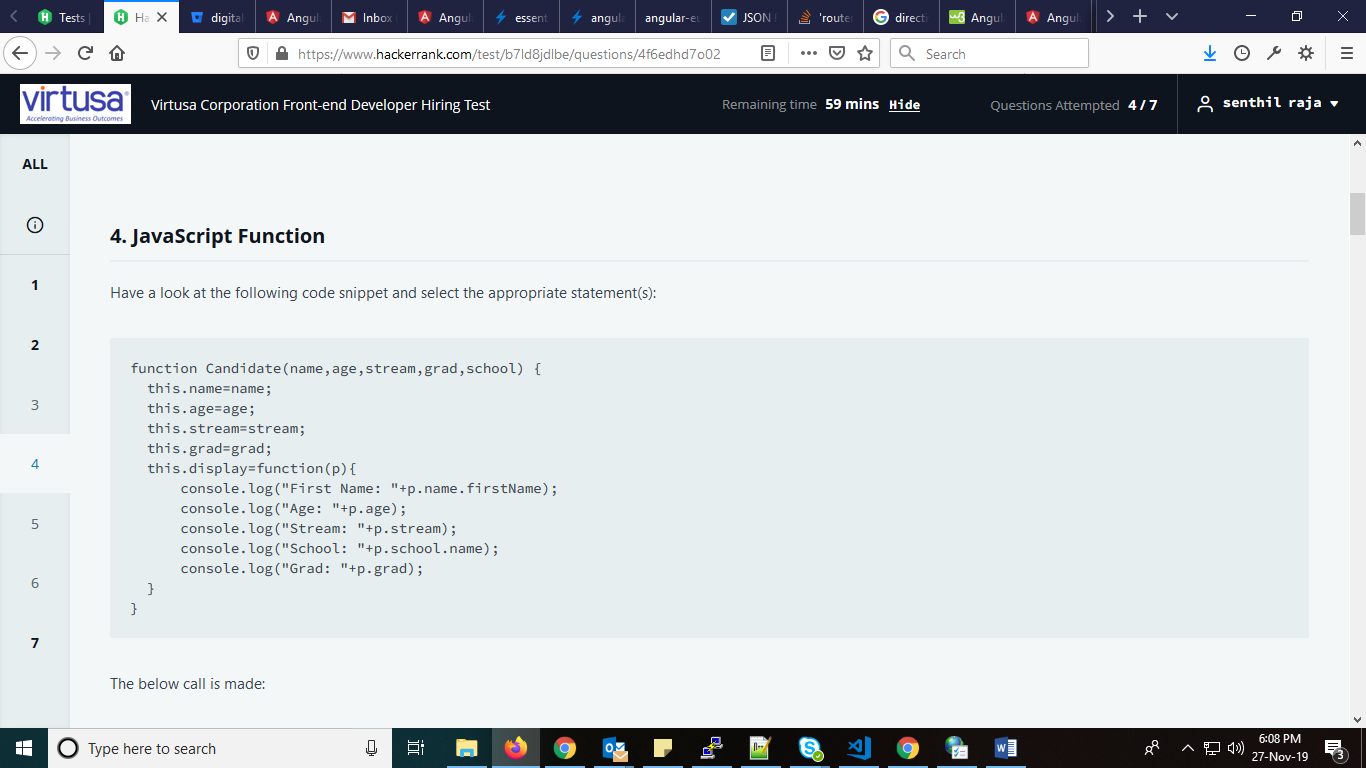 Tests
Ha
digital
Angul
Inbox
Angul
essent
angula
angular-eu
JSON
'router
directi
Angul
Angul
https://www.hackerrank.com/test/b7ld8jdlbe/questions/4f6edhd7o02
Search
virtusa
Accelerating Business Outcomes
Virtusa Corporation Front-end Developer Hiring Test
Remaining time 59 mins Hide
Questions Attempted 4 / 7
senthil raja
ALL
1
2
3
4
5
6
7
4. JavaScript Function
Have a look at the following code snippet and select the appropriate statement(s):
function Candidate(name,age,stream,grad,school) {
this.name=name;
this.age=age;
this.stream=stream;
this.grad=grad;
this.display=function(p){
console.log("First Name: "+p.name.firstName);
console.log("Age: "+p.age);
console.log("Stream: "+p.stream);
console.log("School: "+p.school.name);
console.log("Grad: "+p.grad);
}
}
The below call is made:
Type here to search
6:08 PM
27-Nov-19
3